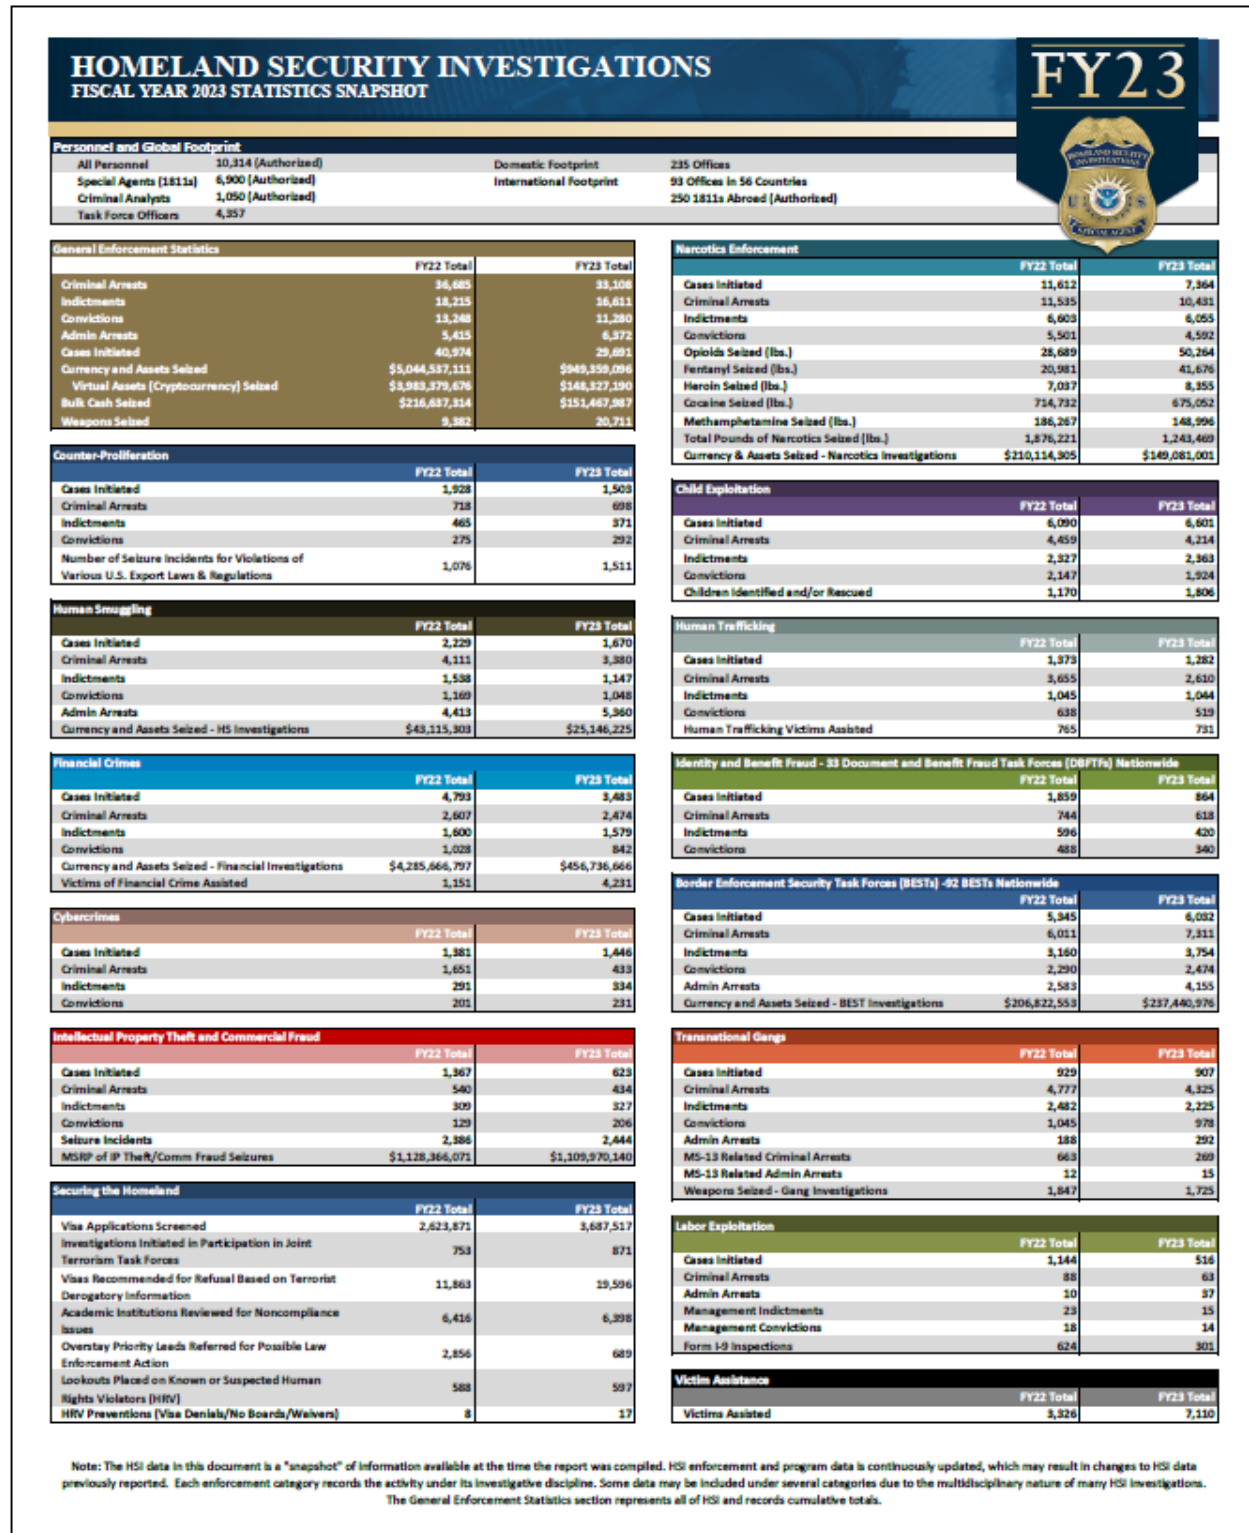 HOMELAND SECURITY INVESTIGATIONS
FISCAL YEAR 2023 STATISTICS SNAPSHOT
FY23
HOMELAND SECURITY
INVESTIGATIONS
U S
SPECIAL AGENT
Personnel and Global Footprint
All Personnel 10,314 (Authorized) Domestic Footprint 235 Offices
Special Agents (1811s) 6,900 (Authorized) International Footprint 93 Offices in 56 Countries
Criminal Analysts 1,050 (Authorized) 250 1811s Abroad (Authorized)
Task Force Officers 4,357
General Enforcement Statistics
FY22 Total FY23 Total
Criminal Arrests 36,685 33,108
Indictments 18,215 16,611
Convictions 13,248 11,280
Admin Arrests 5,415 6,372
Cases Initiated 40,974 29,691
Currency and Assets Seized $5,044,537,111 $949,359,096
Virtual Assets (Cryptocurrency) Seized $3,983,379,676 $148,327,190
Bulk Cash Seized $216,637,314 $151,467,987
Weapons Seized 9,382 20,711
Counter-Proliferation
FY22 Total FY23 Total
Cases Initiated 1,928 1,503
Criminal Arrests 718 698
Indictments 465 371
Convictions 275 292
Number of Seizure Incidents for Violations of
Various U.S. Export Laws & Regulations 1,076 1,511
Human Smuggling
FY22 Total FY23 Total
Cases Initiated 2,229 1,670
Criminal Arrests 4,111 3,380
Indictments 1,538 1,147
Convictions 1,169 1,048
Admin Arrests 4,413 5,360
Currency and Assets Seized - HS Investigations $43,115,303 $25,146,225
Financial Crimes
FY22 Total FY23 Total
Cases Initiated 4,793 3,483
Criminal Arrests 2,607 2,474
Indictments 1,600 1,579
Convictions 1,028 842
Currency and Assets Seized - Financial Investigations $4,285,666,797 $456,736,666
Victims of Financial Crime Assisted 1,151 4,231
Cybercrimes
FY22 Total FY23 Total
Cases Initiated 1,381 1,446
Criminal Arrests 1,651 433
Indictments 291 334
Convictions 201 231
Intellectual Property Theft and Commercial Fraud
FY22 Total FY23 Total
Cases Initiated 1,367 623
Criminal Arrests 540 434
Indictments 309 327
Convictions 129 206
Seizure Incidents 2,386 2,444
MSRP of IP Theft/Comm Fraud Seizures $1,128,366,071 $1,109,970,140
Securing the Homeland
FY22 Total FY23 Total
Visa Applications Screened 2,623,871 3,687,517
Investigations Initiated in Participation in Joint
Terrorism Task Forces 753 871
Visas Recommended for Refusal Based on Terrorist
Derogatory Information 11,863 19,596
Academic Institutions Reviewed for Noncompliance
Issues 6,416 6,398
Overstay Priority Leads Referred for Possible Law
Enforcement Action 2,856 689
Lookouts Placed on Known or Suspected Human
Rights Violators (HRV) 588 597
HRV Preventions (Visa Denials/No Boards/Waivers) 8 17
Narcotics Enforcement
FY22 Total FY23 Total
Cases Initiated 11,612 7,364
Criminal Arrests 11,535 10,431
Indictments 6,603 6,055
Convictions 5,501 4,592
Opioids Seized (lbs.) 28,689 50,264
Fentanyl Seized (lbs.) 20,981 41,676
Heroin Seized (lbs.) 7,037 8,355
Cocaine Seized (lbs.) 714,732 675,052
Methamphetamine Seized (lbs.) 186,267 148,996
Total Pounds of Narcotics Seized (lbs.) 1,876,221 1,243,469
Currency & Assets Seized - Narcotics Investigations $210,114,305 $149,081,001
Child Exploitation
FY22 Total FY23 Total
Cases Initiated 6,090 6,601
Criminal Arrests 4,459 4,214
Indictments 2,327 2,363
Convictions 2,147 1,924
Children Identified and/or Rescued 1,170 1,806
Human Trafficking
FY22 Total FY23 Total
Cases Initiated 1,373 1,282
Criminal Arrests 3,655 2,610
Indictments 1,045 1,044
Convictions 638 519
Human Trafficking Victims Assisted 765 731
Identity and Benefit Fraud - 33 Document and Benefit Fraud Task Forces (DBFTFs) Nationwide
FY22 Total FY23 Total
Cases Initiated 1,859 864
Criminal Arrests 744 618
Indictments 596 420
Convictions 488 340
Border Enforcement Security Task Forces (BESTs) -92 BESTs Nationwide
FY22 Total FY23 Total
Cases Initiated 5,345 6,032
Criminal Arrests 6,011 7,311
Indictments 3,160 3,754
Convictions 2,290 2,474
Admin Arrests 2,583 4,155
Currency and Assets Seized - BEST Investigations $206,822,553 $237,440,976
Transnational Gangs
FY22 Total FY23 Total
Cases Initiated 929 907
Criminal Arrests 4,777 4,325
Indictments 2,482 2,225
Convictions 1,045 978
Admin Arrests 188 292
MS-13 Related Criminal Arrests 663 269
MS-13 Related Admin Arrests 12 15
Weapons Seized - Gang Investigations 1,847 1,725
Labor Exploitation
FY22 Total FY23 Total
Cases Initiated 1,144 516
Criminal Arrests 88 63
Admin Arrests 10 37
Management Indictments 23 15
Management Convictions 18 14
Form I-9 Inspections 624 301
Victim Assistance
FY22 Total FY23 Total
Victims Assisted 3,326 7,110
Note: The HSI data in this document is a "snapshot" of information available at the time the report was compiled. HSI enforcement and program data is continuously updated, which may result in changes to HSI data
previously reported. Each enforcement category records the activity under its investigative discipline. Some data may be included under several categories due to the multidisciplinary nature of many HSI investigations.
The General Enforcement Statistics section represents all of HSI and records cumulative totals.